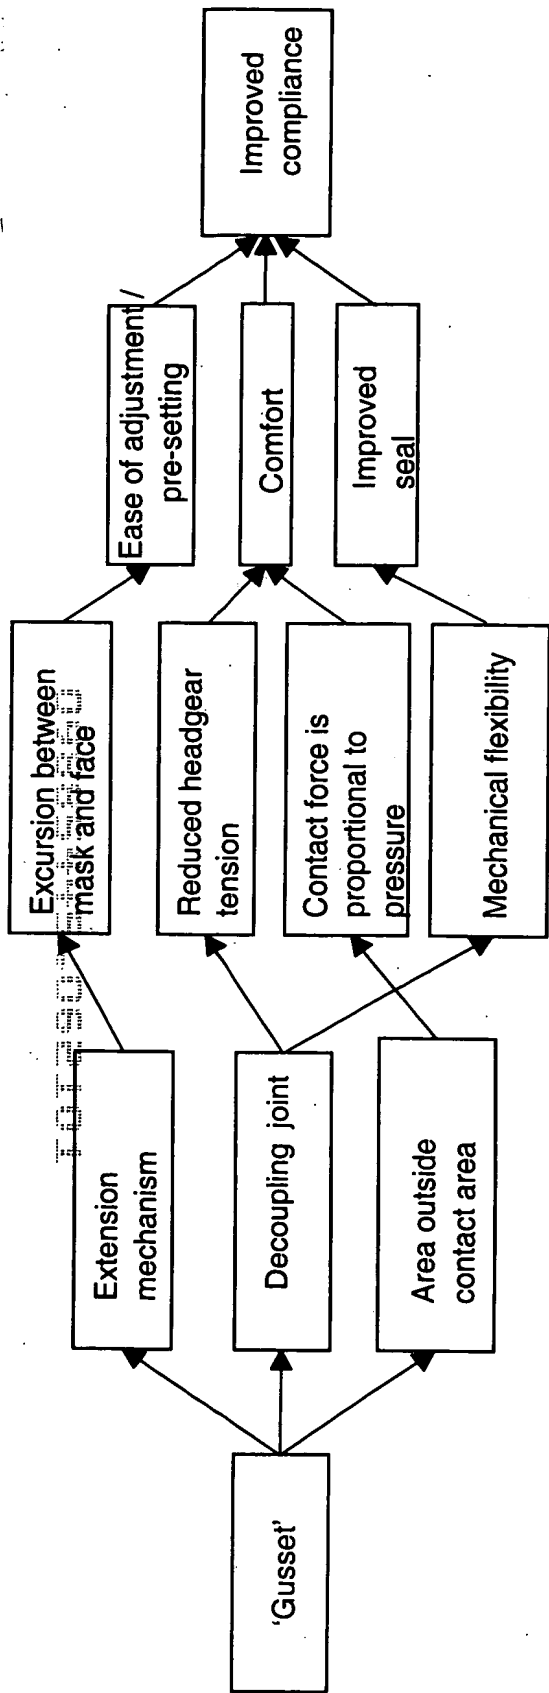 'Gusset'
Extension
mechanism
Decoupling joint
Area outside
contact area
Excursion between
mask and face
Reduced headgear
tension
Contact force is
proportional to
pressure
Mechanical flexibility
Ease of adjustment /
pre-setting
Comfort
Improved
seal
Improved
compliance